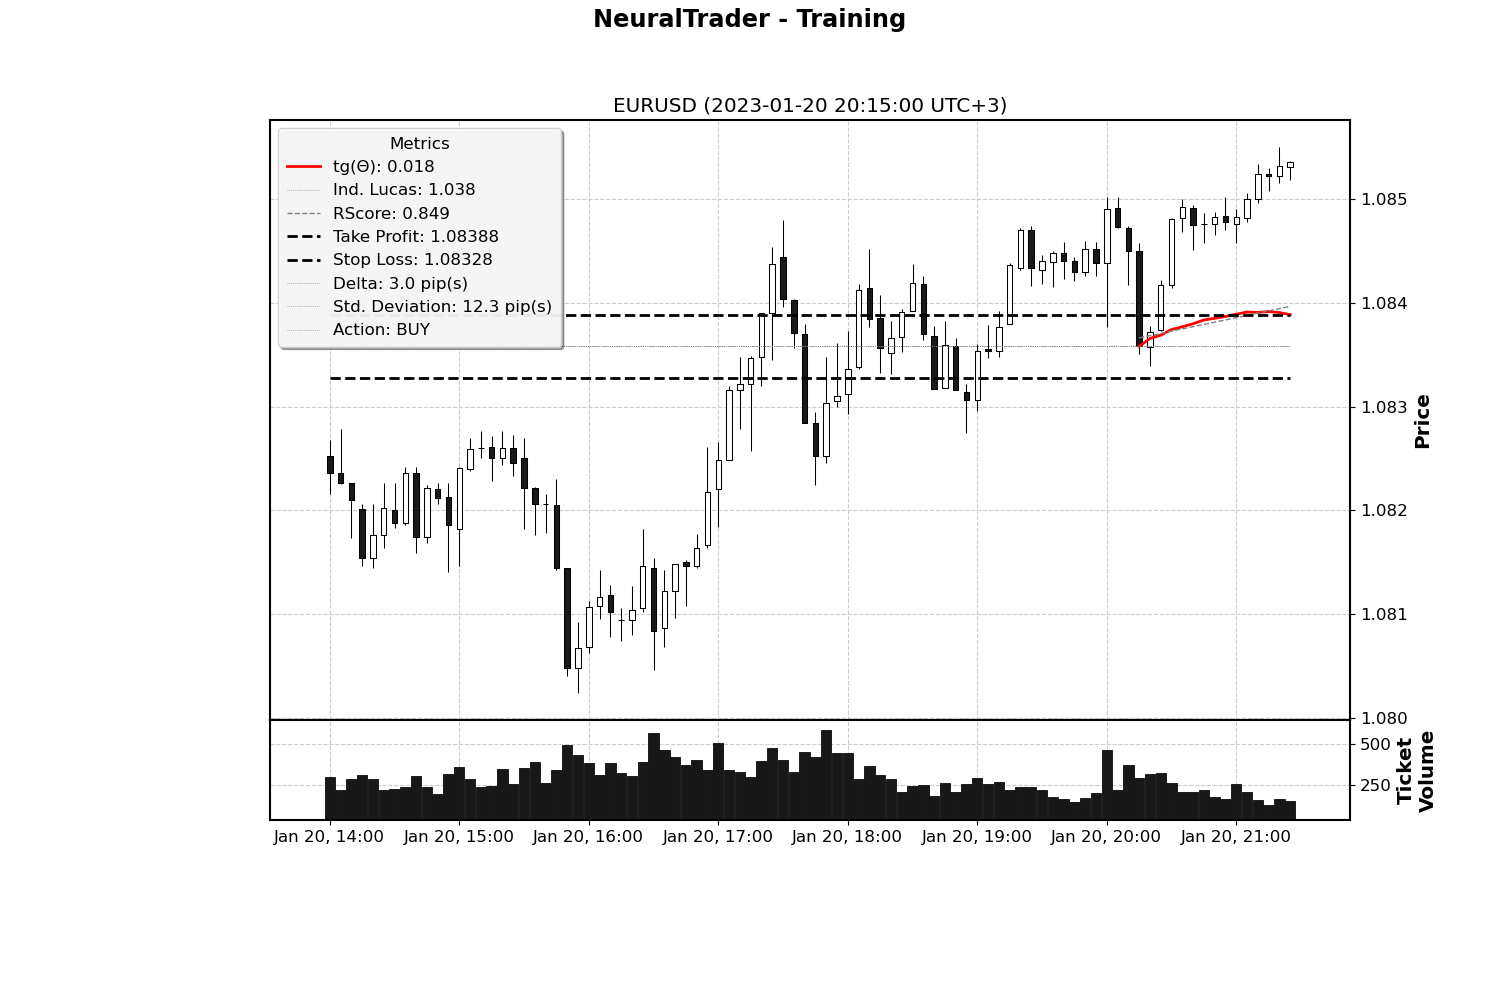 NeuralTrader - Training
EURUSD (2023-01-20 20:15:00 UTC+3)
Metrics
tg(Θ): 0.018
Ind. Lucas: 1.038
RScore: 0.849
Take Profit: 1.08388
Stop Loss: 1.08328
Delta: 3.0 pip(s)
Std. Deviation: 12.3 pip(s)
Action: BUY
1.085
1.084
1.083
1.082
1.081
1.080
Price
500
250
Ticket
Volume
Jan 20, 14:00 Jan 20, 15:00 Jan 20, 16:00 Jan 20, 17:00 Jan 20, 18:00 Jan 20, 19:00 Jan 20, 20:00 Jan 20, 21:00